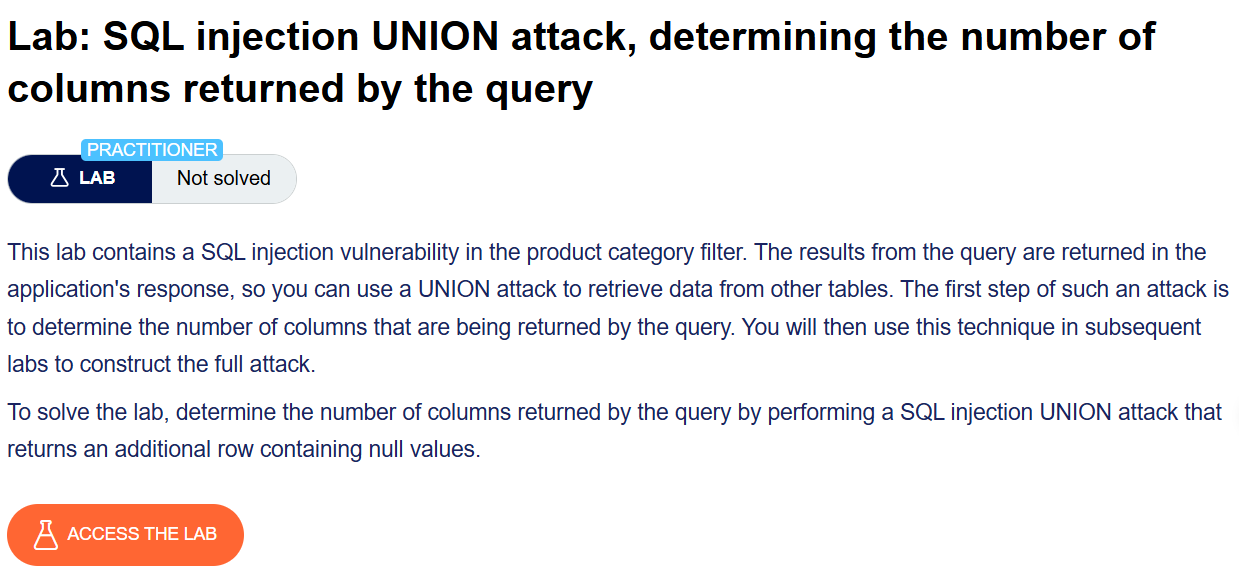 Lab: SQL injection UNION attack, determining the number of
columns returned by the query
PRACTITIONER
LAB
Not solved
This lab contains a SQL injection vulnerability in the product category filter. The results from the query are returned in the
application's response, so you can use a UNION attack to retrieve data from other tables. The first step of such an attack is
to determine the number of columns that are being returned by the query. You will then use this technique in subsequent
labs to construct the full attack.
To solve the lab, determine the number of columns returned by the query by performing a SQL injection UNION attack that
returns an additional row containing null values.
ACCESS THE LAB